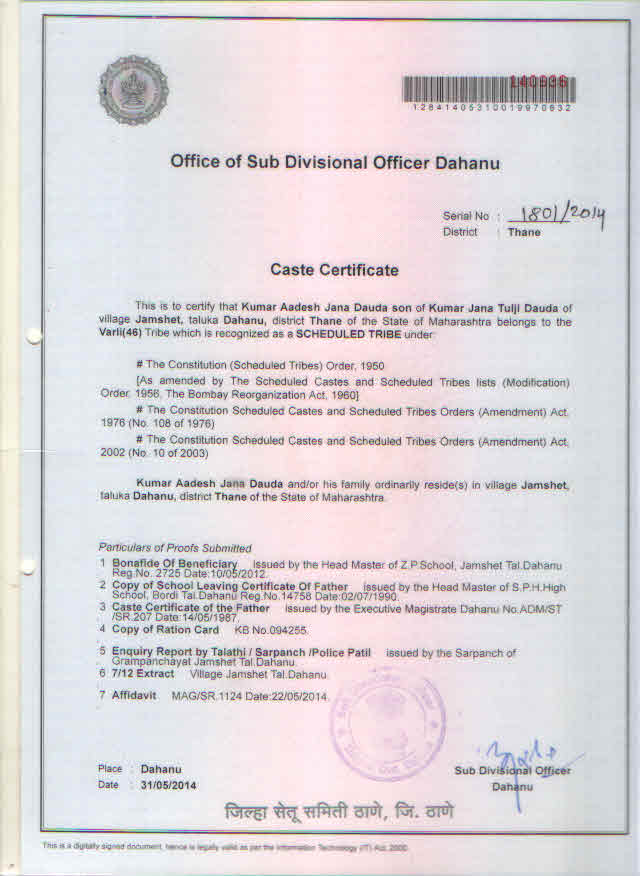 140936
12841405310019970832
Office of Sub Divisional Officer Dahanu
Serial No : 1801/2014
District : Thane
Caste Certificate
This is to certify that Kumar Aadesh Jana Dauda son of Kumar Jana Tulji Dauda of
village Jamshet, taluka Dahanu, district Thane of the State of Maharashtra belongs to the
Varli(46) Tribe which is recognized as a SCHEDULED TRIBE under:
# The Constitution (Scheduled Tribes) Order, 1950
[As amended by The Scheduled Castes and Scheduled Tribes lists (Modification)
Order, 1956, The Bombay Reorganization Act, 1960]
# The Constitution Scheduled Castes and Scheduled Tribes Orders (Amendment) Act,
1976 (No. 108 of 1976)
# The Constitution Scheduled Castes and Scheduled Tribes Orders (Amendment) Act,
2002 (No. 10 of 2003)
Kumar Aadesh Jana Dauda and/or his family ordinarily reside(s) in village Jamshet,
taluka Dahanu, district Thane of the State of Maharashtra.
Particulars of Proofs Submitted
1 Bonafide Of Beneficiary issued by the Head Master of Z.P.School, Jamshet Tal.Dahanu
Reg.No. 2725 Date:10/05/2012.
2 Copy of School Leaving Certificate Of Father issued by the Head Master of S.P.H.High
School, Bordi Tal.Dahanu Reg.No.14758 Date:02/07/1990.
3 Caste Certificate of the Father issued by the Executive Magistrate Dahanu No.ADM/ST
/SR.207 Date:14/05/1987.
4 Copy of Ration Card KB No.094255.
5 Enquiry Report by Talathi / Sarpanch /Police Patil issued by the Sarpanch of
Grampanchayat Jamshet Tal.Dahanu.
6 7/12 Extract Village Jamshet Tal.Dahanu.
7 Affidavit MAG/SR.1124 Date:22/05/2014.
Place : Dahanu
Date : 31/05/2014
Sub Divisional Officer
Dahanu
जिल्हा सेतू समिती ठाणे, जि. ठाणे
This is a digitally signed document, hence is legally valid as per the Information Technology (IT) Act, 2000.